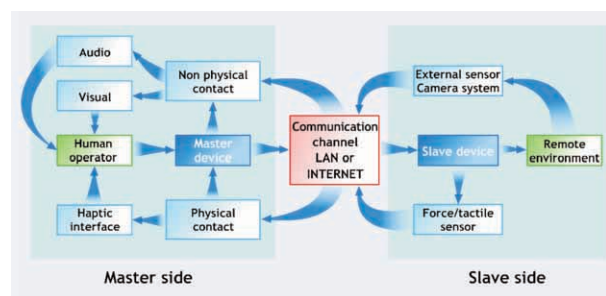 Audio
Visual
Human
operator
Haptic
interface
Non physical
contact
Master
device
Physical
contact
Communication
channel
LAN or
INTERNET
External sensor
Camera system
Slave device
Remote
environment
Force/tactile
sensor
Master side
Slave side